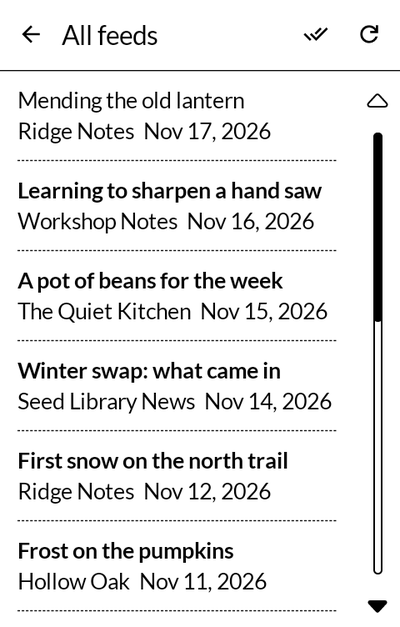 All feeds
Mending the old lantern
Ridge Notes Nov 17, 2026
Learning to sharpen a hand saw
Workshop Notes Nov 16, 2026
A pot of beans for the week
The Quiet Kitchen Nov 15, 2026
Winter swap: what came in
Seed Library News Nov 14, 2026
First snow on the north trail
Ridge Notes Nov 12, 2026
Frost on the pumpkins
Hollow Oak Nov 11, 2026